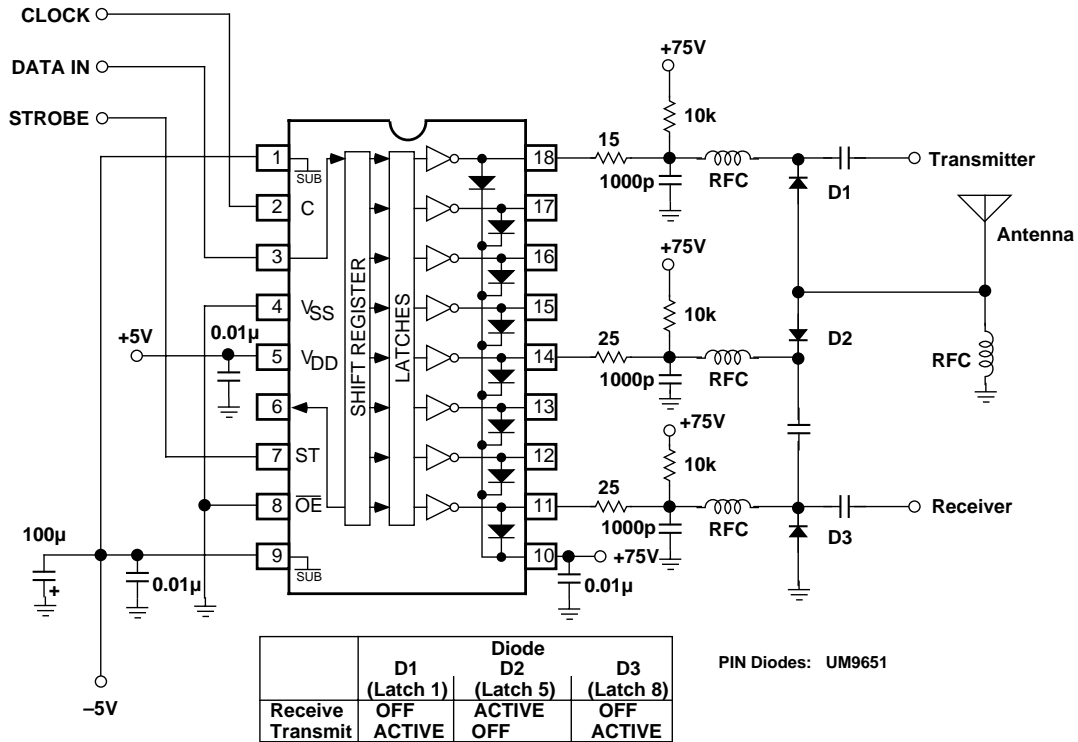 CLOCK
DATA IN
STROBE
+75V
10k
15
1000p
RFC
D1
Transmitter
Antenna
1
SUB
18
2
C
17
3
16
4
VSS
15
+5V
0.01µ
5
VDD
14
6
13
7
ST
12
8
OE
11
9
SUB
10
SHIFT REGISTER
LATCHES
+75V
10k
25
1000p
RFC
D2
RFC
+75V
10k
25
1000p
RFC
D3
Receiver
+75V
0.01µ
100µ
+
0.01µ
–5V
Diode
D1 D2 D3
(Latch 1) (Latch 5) (Latch 8)
Receive OFF ACTIVE OFF
Transmit ACTIVE OFF ACTIVE
PIN Diodes: UM9651